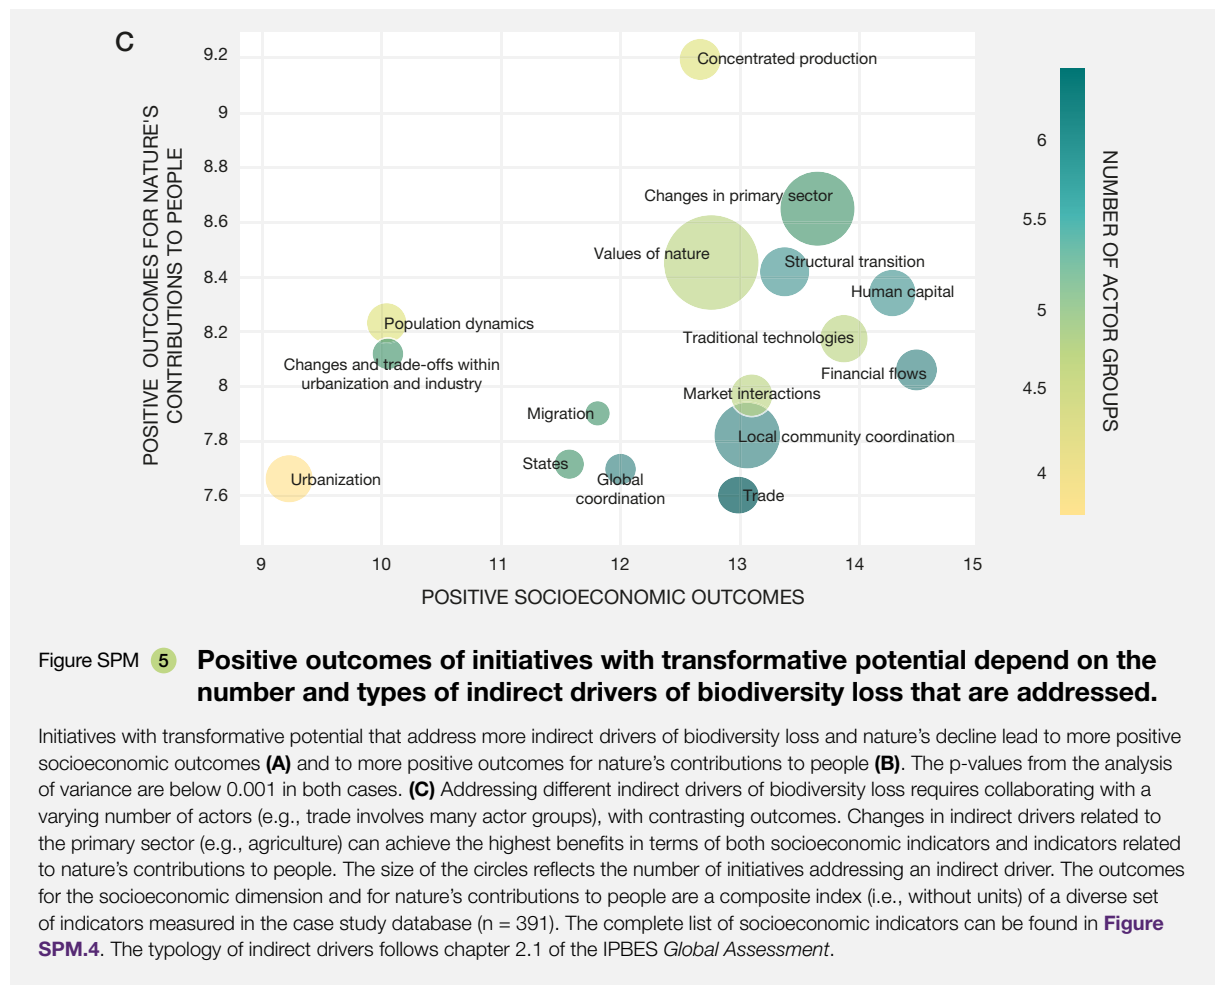 C
POSITIVE OUTCOMES FOR NATURE'S
CONTRIBUTIONS TO PEOPLE
9.2
9
8.8
8.6
8.4
8.2
8
7.8
7.6
Concentrated production
Changes in primary sector
Values of nature
Structural transition
Human capital
Population dynamics
Traditional technologies
Changes and trade-offs within
urbanization and industry
Financial flows
Market interactions
Migration
Local community coordination
States
Global
coordination
Urbanization
Trade
9
10
11
12
13
14
15
POSITIVE SOCIOECONOMIC OUTCOMES
6
5.5
5
4.5
4
NUMBER OF ACTOR GROUPS
Figure SPM 5 Positive outcomes of initiatives with transformative potential depend on the
number and types of indirect drivers of biodiversity loss that are addressed.
Initiatives with transformative potential that address more indirect drivers of biodiversity loss and nature’s decline lead to more positive
socioeconomic outcomes (A) and to more positive outcomes for nature’s contributions to people (B). The p-values from the analysis
of variance are below 0.001 in both cases. (C) Addressing different indirect drivers of biodiversity loss requires collaborating with a
varying number of actors (e.g., trade involves many actor groups), with contrasting outcomes. Changes in indirect drivers related to
the primary sector (e.g., agriculture) can achieve the highest benefits in terms of both socioeconomic indicators and indicators related
to nature’s contributions to people. The size of the circles reflects the number of initiatives addressing an indirect driver. The outcomes
for the socioeconomic dimension and for nature’s contributions to people are a composite index (i.e., without units) of a diverse set
of indicators measured in the case study database (n = 391). The complete list of socioeconomic indicators can be found in Figure
SPM.4. The typology of indirect drivers follows chapter 2.1 of the IPBES Global Assessment.